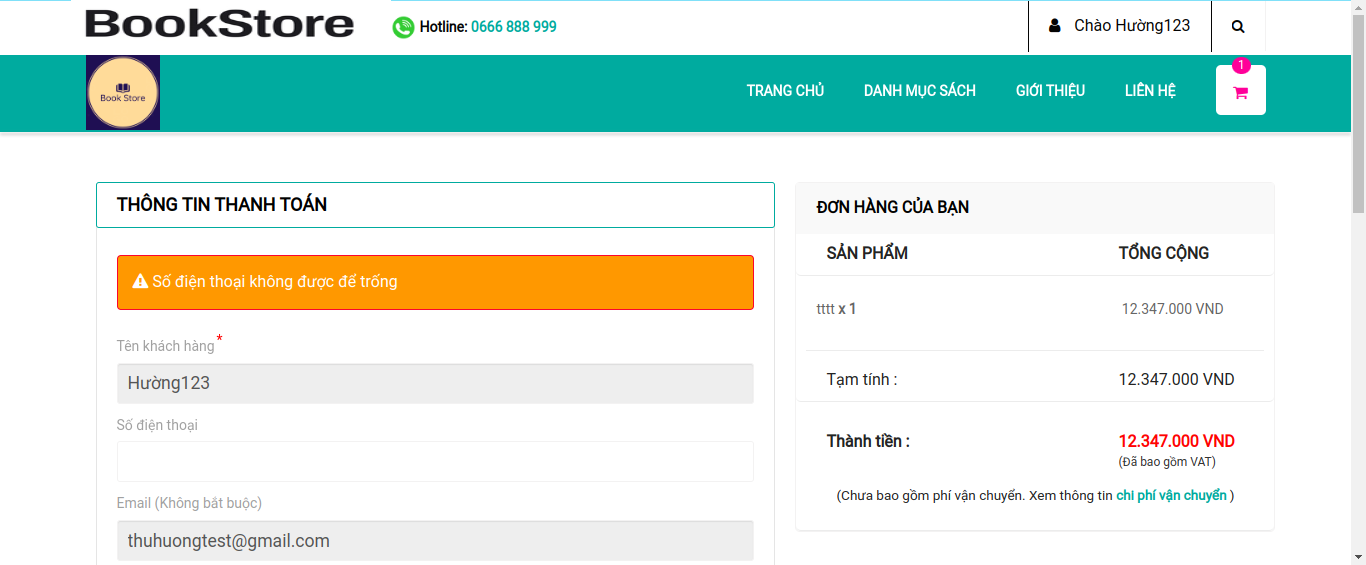 BookStore
Hotline: 0666 888 999
Chào Hường123
Book Store
TRANG CHỦ
DANH MỤC SÁCH
GIỚI THIỆU
LIÊN HỆ
1
THÔNG TIN THANH TOÁN
Số điện thoại không được để trống
Tên khách hàng *
Hường123
Số điện thoại
Email (Không bắt buộc)
thuhuongtest@gmail.com
ĐƠN HÀNG CỦA BẠN
SẢN PHẨM TỔNG CỘNG
tttt x 1 12.347.000 VND
Tạm tính : 12.347.000 VND
Thành tiền : 12.347.000 VND
(Đã bao gồm VAT)
(Chưa bao gồm phí vận chuyển. Xem thông tin chi phí vận chuyển )